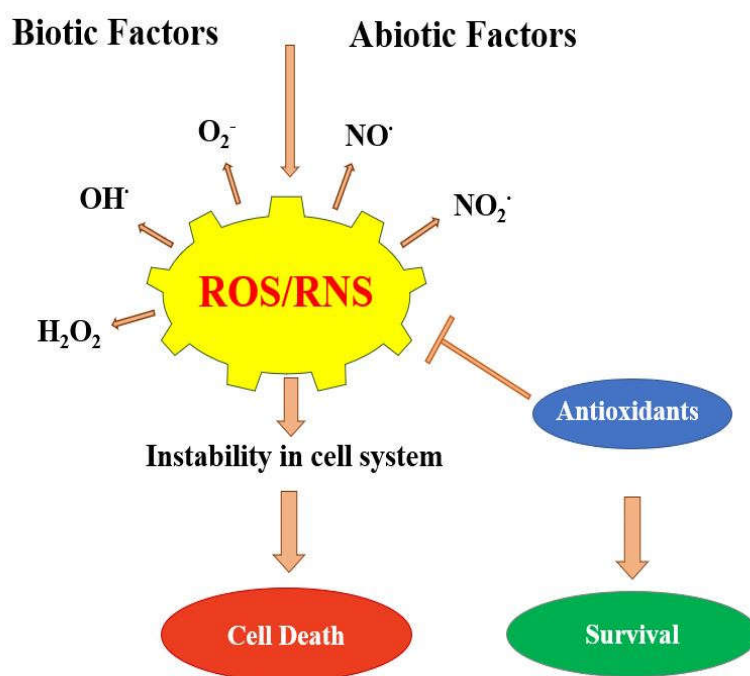 Biotic Factors
Abiotic Factors
O₂⁻
NO·
OH·
NO₂·
ROS/RNS
H₂O₂
Antioxidants
Instability in cell system
Cell Death
Survival